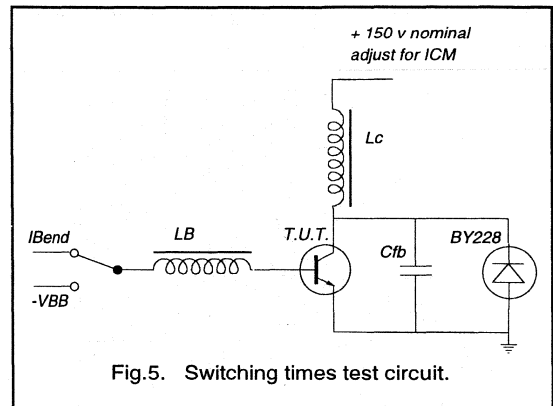 + 150 v nominal
adjust for ICM
Lc
IBend
LB
T.U.T.
Cfb
BY228
-VBB
Fig.5. Switching times test circuit.